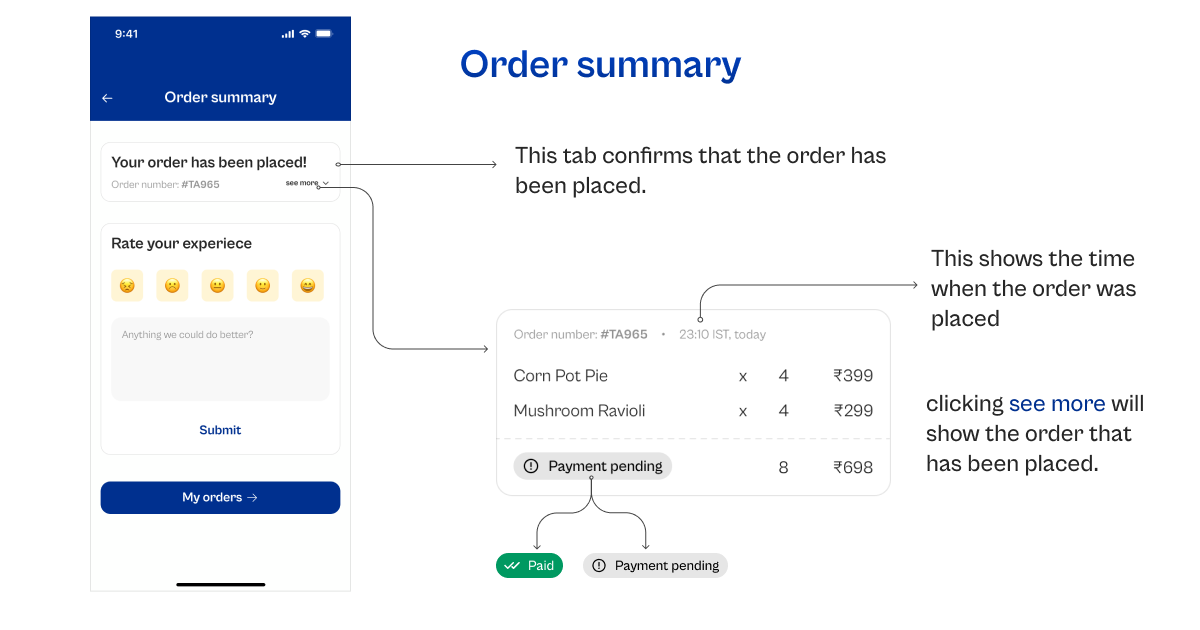 9:41
Order summary
Order summary
Your order has been placed!
Order number: #TA965
see more
This tab confirms that the order has
been placed.
Rate your experiece
Anything we could do better?
Submit
My orders →
This shows the time
when the order was
placed
Order number: #TA965 • 23:10 IST, today
Corn Pot Pie x 4 ₹399
Mushroom Ravioli x 4 ₹299
Payment pending 8 ₹698
Paid
Payment pending
clicking see more will
show the order that
has been placed.